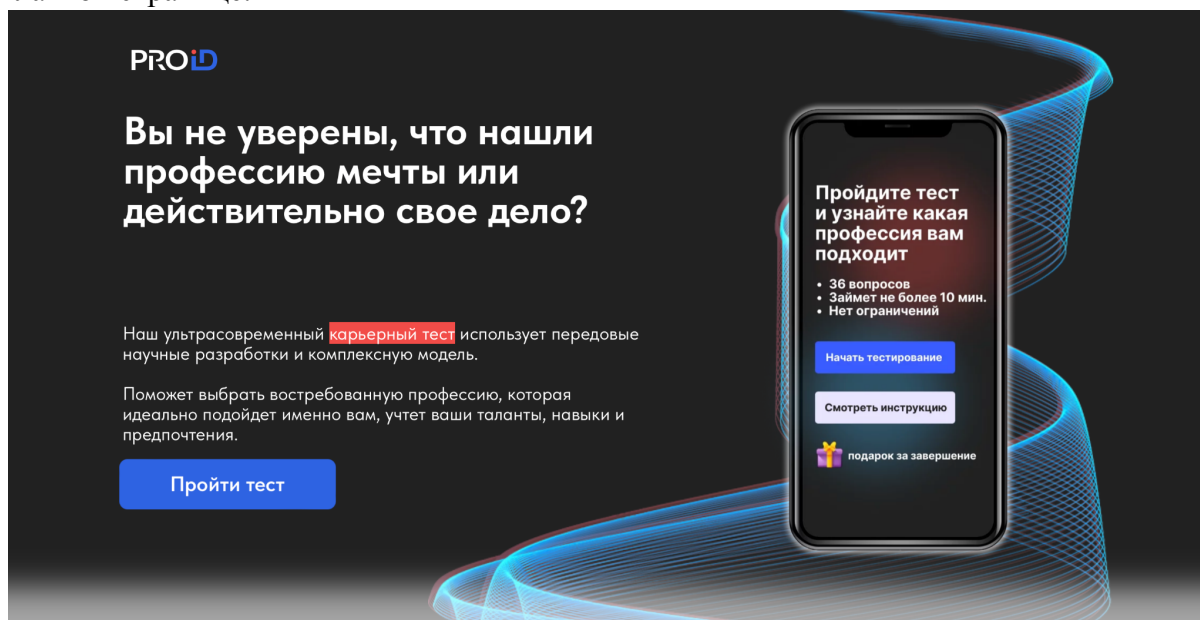 PROiD
Вы не уверены, что нашли
профессию мечты или
действительно свое дело?
Наш ультрасовременный карьерный тест использует передовые
научные разработки и комплексную модель.
Поможет выбрать востребованную профессию, которая
идеально подойдет именно вам, учтет ваши таланты, навыки и
предпочтения.
Пройти тест
Пройдите тест
и узнайте какая
профессия вам
подходит
• 36 вопросов
• Займет не более 10 мин.
• Нет ограничений
Начать тестирование
Смотреть инструкцию
подарок за завершение